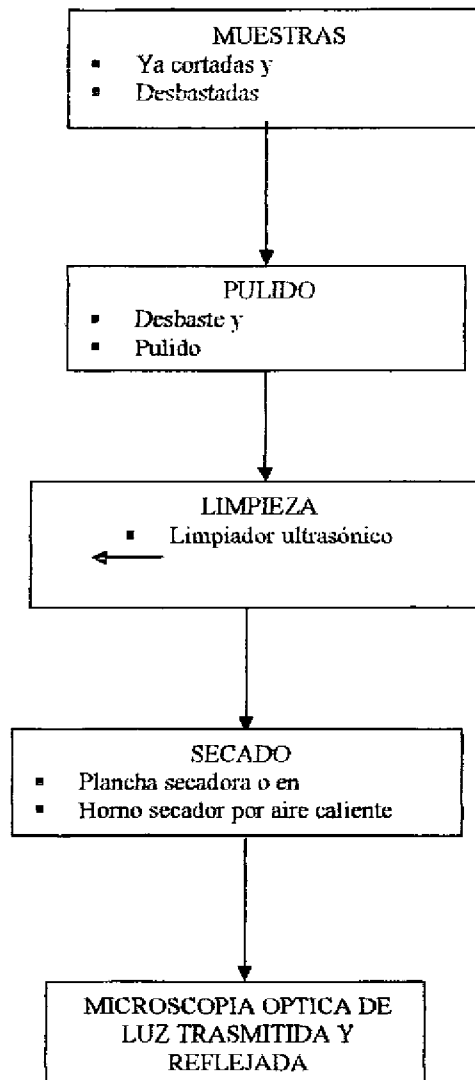 MUESTRAS
▪ Ya cortadas y
▪ Desbastadas
PULIDO
▪ Desbaste y
▪ Pulido
LIMPIEZA
▪ Limpiador ultrasónico
SECADO
▪ Plancha secadora o en
▪ Horno secador por aire caliente
MICROSCOPIA OPTICA DE
LUZ TRASMITIDA Y
REFLEJADA